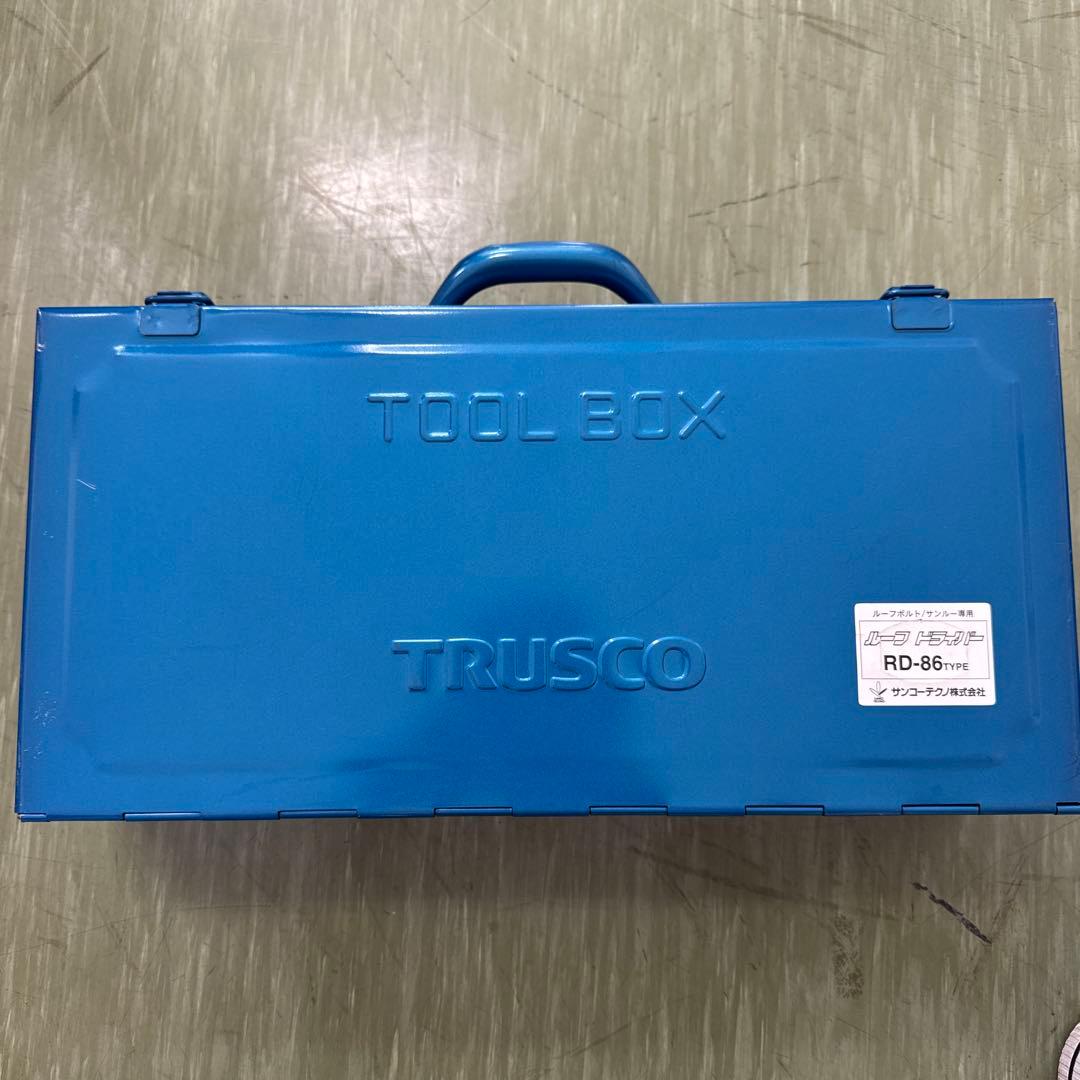 TOOL BOX
TRUSCO
ルーフボルト/サンルー専用
ルーフ ドライバー
RD-86TYPE
サンコーテクノ株式会社